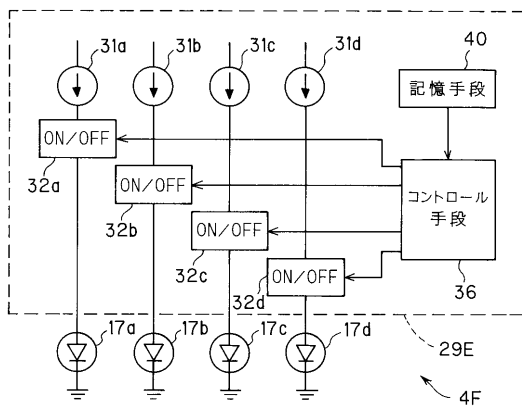 31a 31b 31c 31d 40
記憶手段
ON/OFF
32a
ON/OFF
32b
ON/OFF
32c
ON/OFF
32d
コントロール
手段
36
17a 17b 17c 17d
29E
4F